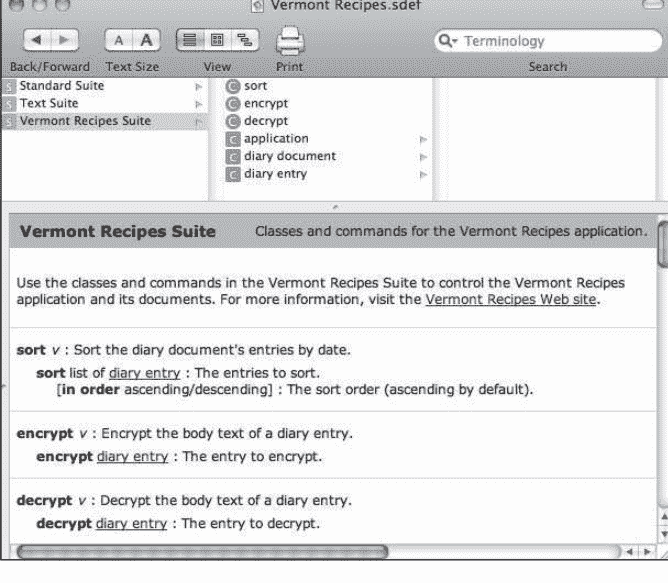 Vermont Recipes.sdef
A A
Terminology
Back/Forward Text Size View Print Search
S Standard Suite
S Text Suite
S Vermont Recipes Suite
C sort
C encrypt
C decrypt
C application
C diary document
C diary entry
Vermont Recipes Suite Classes and commands for the Vermont Recipes application.
Use the classes and commands in the Vermont Recipes Suite to control the Vermont Recipes
application and its documents. For more information, visit the Vermont Recipes Web site.
sort v : Sort the diary document's entries by date.
sort list of diary entry : The entries to sort.
[in order ascending/descending] : The sort order (ascending by default).
encrypt v : Encrypt the body text of a diary entry.
encrypt diary entry : The entry to encrypt.
decrypt v : Decrypt the body text of a diary entry.
decrypt diary entry : The entry to decrypt.